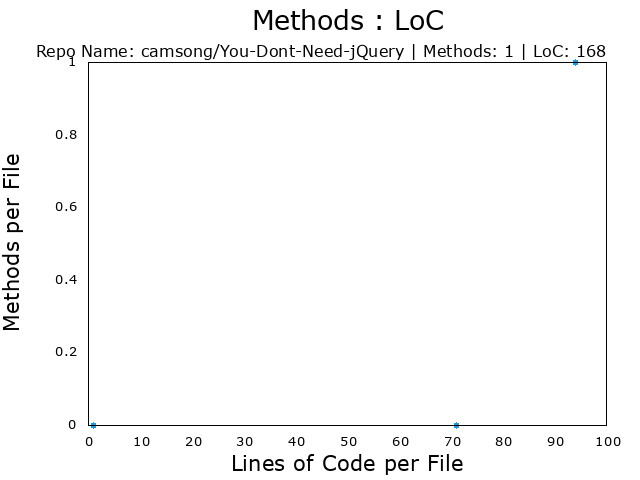 Methods : LoC
Repo Name: camsong/You-Dont-Need-jQuery | Methods: 1 | LoC: 168
1
0.8
0.6
0.4
0.2
0
Methods per File
0 10 20 30 40 50 60 70 80 90 100
Lines of Code per File